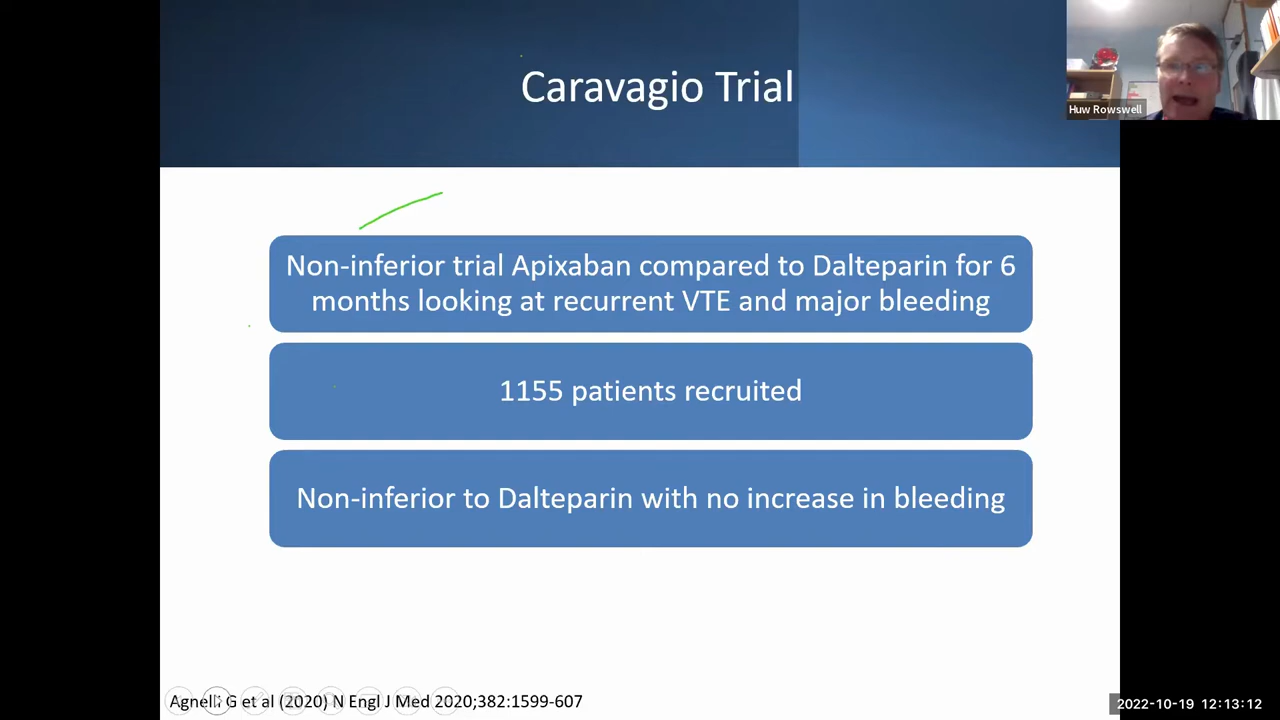 Caravagio Trial
Huw Rowswell
Non-inferior trial Apixaban compared to Dalteparin for 6
months looking at recurrent VTE and major bleeding
1155 patients recruited
Non-inferior to Dalteparin with no increase in bleeding
Agnelli G et al (2020) N Engl J Med 2020;382:1599-607
2022-10-19 12:13:12